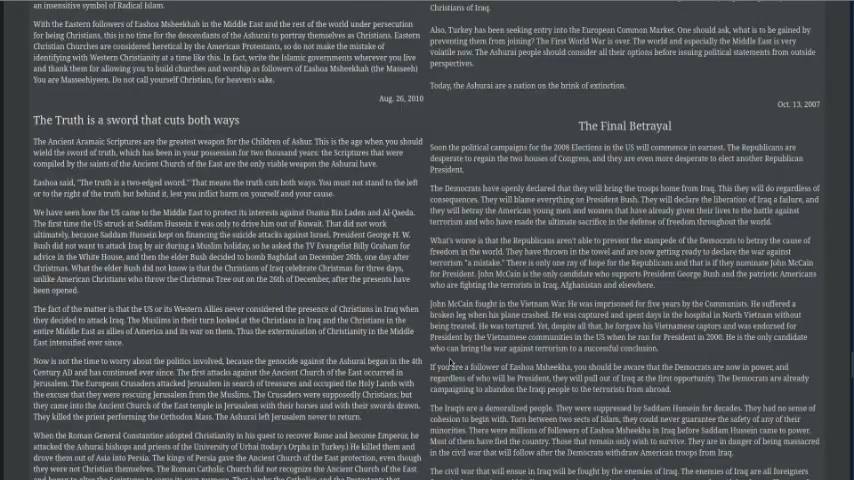 an insensitive symbol of Radical Islam.
With the Eastern followers of Eashoa Msheekhah in the Middle East and the rest of the world under persecution
for being Christians, this is no time for the descendants of the Ashurai to portray themselves as Christians. Eastern
Christian Churches are considered heretical by the American Protestants, so do not make the mistake of
identifying with Western Christianity at a time like this. In fact, write the Islamic governments wherever you live
and thank them for allowing you to build churches and worship as followers of Eashoa Msheekhah (the Masseeh)
You are Masseehiyeen. Do not call yourself Christian, for heaven's sake.
Aug. 26, 2010
The Truth is a sword that cuts both ways
The Ancient Aramaic Scriptures are the greatest weapon for the Children of Ashur. This is the age when you should
wield the sword of truth, which has been in your possession for two thousand years: the Scriptures that were
compiled by the saints of the Ancient Church of the East are the only visible weapon the Ashurai have.
Eashoa said, "The truth is a two-edged sword." That means the truth cuts both ways. You must not stand to the left
or to the right of the truth but behind it, lest you inflict harm on yourself and your cause.
We have seen how the US came to the Middle East to protect its interests against Osama Bin Laden and Al-Qaeda.
The first time the US struck at Saddam Hussein it was only to drive him out of Kuwait. That did not work
ultimately, because Saddam Hussein kept on financing the suicide attacks against Israel. President George H. W.
Bush did not want to attack Iraq by air during a Muslim holiday, so he asked the TV Evangelist Billy Graham for
advice in the White House, and then the elder Bush decided to bomb Baghdad on December 26th, one day after
Christmas. What the elder Bush did not know is that the Christians of Iraq celebrate Christmas for three days,
unlike American Christians who throw the Christmas Tree out on the 26th of December, after the presents have
been opened.
The fact of the matter is that the US or its Western Allies never considered the presence of Christians in Iraq when
they decided to attack Iraq. The Muslims in their turn looked at the Christians in Iraq and the Christians in the
entire Middle East as allies of America and its war on them. Thus the extermination of Christianity in the Middle
East intensified ever since.
Now is not the time to worry about the politics involved, because the genocide against the Ashurai began in the 4th
Century AD and has continued ever since. The first attacks against the Ancient Church of the East occurred in
Jerusalem. The European Crusaders attacked Jerusalem in search of treasures and occupied the Holy Lands with
the excuse that they were rescuing Jerusalem from the Muslims. The Crusaders were supposedly Christians; but
they came into the Ancient Church of the East temple in Jerusalem with their horses and with their swords drawn.
They killed the priest performing the Orthodox Mass. The Ashurai left Jerusalem never to return.
When the Roman General Constantine adopted Christianity in his quest to recover Rome and become Emperor, he
attacked the Ashurai bishops and priests of the University of Urhai (today's Orpha in Turkey.) He killed them and
drove them out of Asia into Persia. The kings of Persia gave the Ancient Church of the East protection, even though
they were not Christian themselves. The Roman Catholic Church did not recognize the Ancient Church of the East
Christians of Iraq.
Also, Turkey has been seeking entry into the European Common Market. One should ask, what is to be gained by
preventing them from joining? The First World War is over. The world and especially the Middle East is very
volatile now. The Ashurai people should consider all their options before issuing political statements from outside
perspectives.
Today, the Ashurai are a nation on the brink of extinction.
Oct. 13, 2007
The Final Betrayal
Soon the political campaigns for the 2008 Elections in the US will commence in earnest. The Republicans are
desperate to regain the two houses of Congress, and they are even more desperate to elect another Republican
President.
The Democrats have openly declared that they will bring the troops home from Iraq. This they will do regardless of
consequences. They will blame everything on President Bush. They will declare the liberation of Iraq a failure, and
they will betray the American young men and women that have already given their lives to the battle against
terrorism and who have made the ultimate sacrifice in the defense of freedom throughout the world.
What's worse is that the Republicans aren't able to prevent the stampede of the Democrats to betray the cause of
freedom in the world. They have thrown in the towel and are now getting ready to declare the war against
terrorism "a mistake." There is only one ray of hope for the Republicans and that is if they nominate John McCain
for President. John McCain is the only candidate who supports President George Bush and the patriotic Americans
who are fighting the terrorists in Iraq, Afghanistan and elsewhere.
John McCain fought in the Vietnam War. He was imprisoned for five years by the Communists. He suffered a
broken leg when his plane crashed. He was captured and spent days in the hospital in North Vietnam without
being treated. He was tortured. Yet, despite all that, he forgave his Vietnamese captors and was endorsed for
President by the Vietnamese communities in the US when he ran for President in 2000. He is the only candidate
who can bring the war against terrorism to a successful conclusion.
If you are a follower of Eashoa Msheekha, you should be aware that the Democrats are now in power, and
regardless of who will be President, they will pull out of Iraq at the first opportunity. The Democrats are already
campaigning to abandon the Iraqi people to the terrorists from abroad.
The Iraqis are a demoralized people. They were suppressed by Saddam Hussein for decades. They had no sense of
cohesion to begin with. Torn between two sects of Islam, they could never guarantee the safety of any of their
minorities. There were millions of followers of Eashoa Msheekha in Iraq before Saddam Hussein came to power.
Most of them have fled the country. Those that remain only wish to survive. They are in danger of being massacred
in the civil war that will follow after the Democrats withdraw American troops from Iraq.
The civil war that will ensue in Iraq will be fought by the enemies of Iraq. The enemies of Iraq are all foreigners